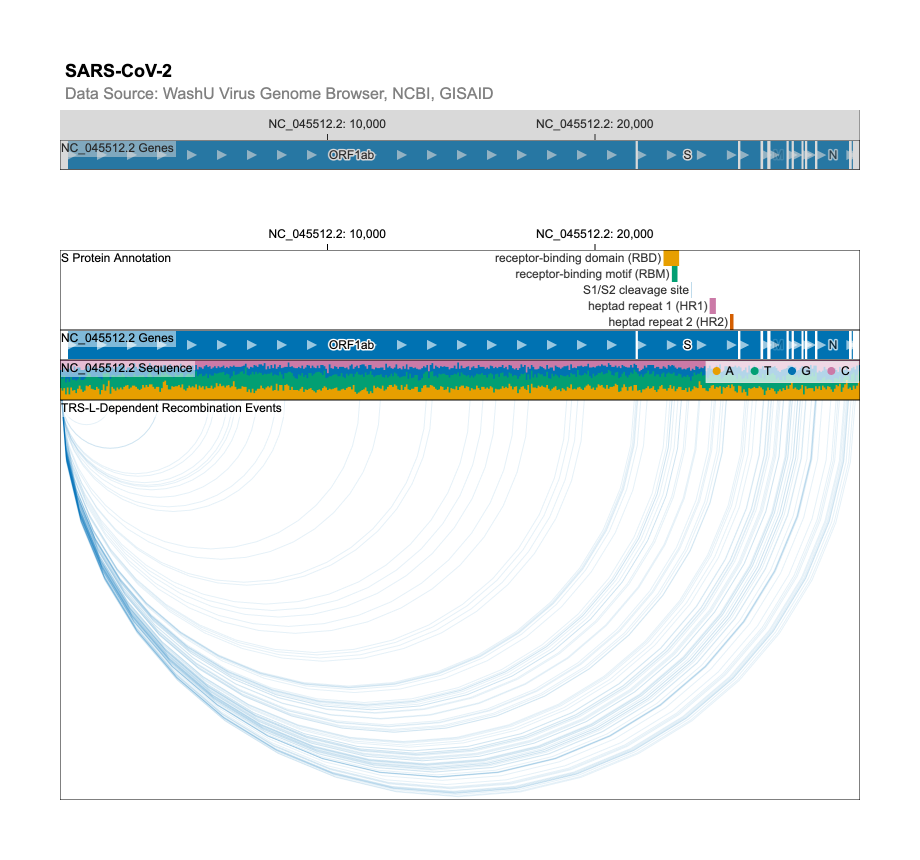 SARS-CoV-2
Data Source: WashU Virus Genome Browser, NCBI, GISAID
NC_045512.2: 10,000 NC_045512.2: 20,000
NC_045512.2 Genes
ORF1ab S M N
NC_045512.2: 10,000 NC_045512.2: 20,000
S Protein Annotation
receptor-binding domain (RBD)
receptor-binding motif (RBM)
S1/S2 cleavage site
heptad repeat 1 (HR1)
heptad repeat 2 (HR2)
NC_045512.2 Genes
ORF1ab S M N
NC_045512.2 Sequence
A T G C
TRS-L-Dependent Recombination Events